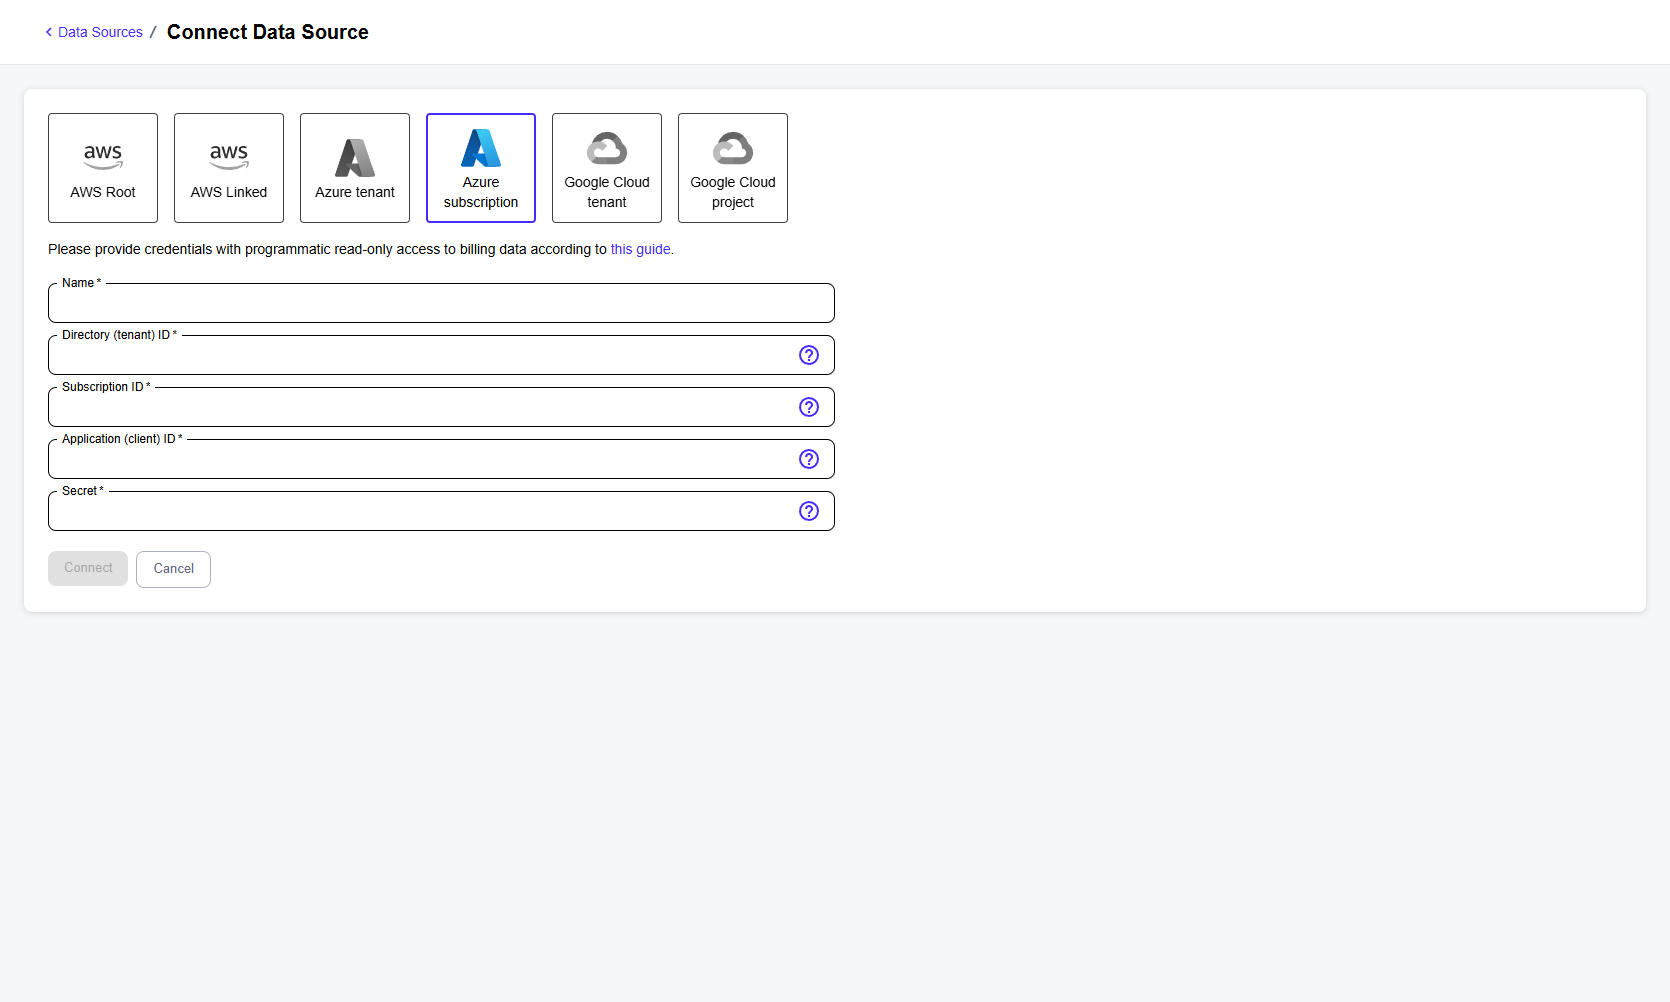 Data Sources / Connect Data Source
aws
AWS Root
aws
AWS Linked
Azure tenant
Azure
subscription
Google Cloud
tenant
Google Cloud
project
Please provide credentials with programmatic read-only access to billing data according to this guide.
Name *
Directory (tenant) ID *
?
Subscription ID *
?
Application (client) ID *
?
Secret *
?
Connect
Cancel